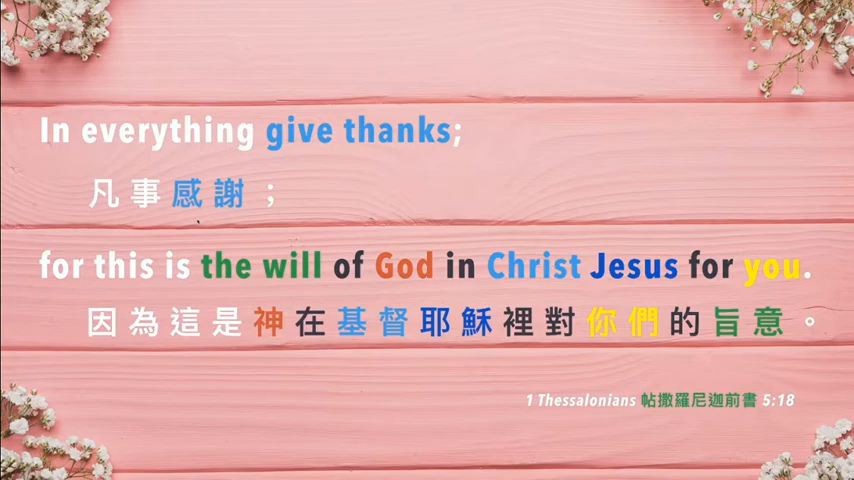 In everything give thanks;
凡事感謝；
for this is the will of God in Christ Jesus for you.
因為這是神在基督耶穌裡對你們的旨意。
1 Thessalonians 帖撒羅尼迦前書 5:18